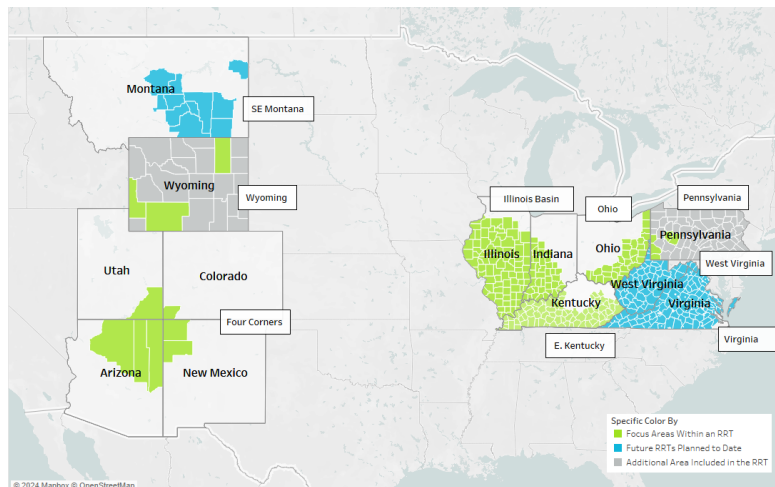 Montana
SE Montana
Wyoming
Wyoming
Utah
Colorado
Four Corners
Arizona
New Mexico
Illinois Basin
Ohio
Pennsylvania
Illinois
Indiana
Ohio
Pennsylvania
West Virginia
West Virginia
Kentucky
Virginia
E. Kentucky
Virginia
Specific Color By
Focus Areas Within an RRT
Future RRTs Planned to Date
Additional Area Included in the RRT
© 2024 Mapbox © OpenStreetMap